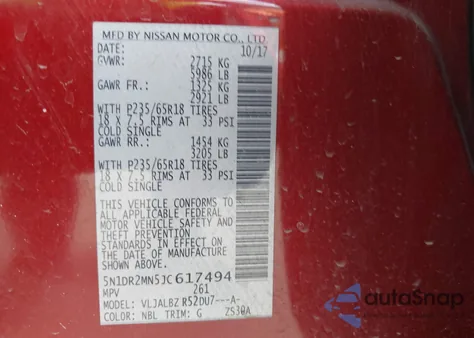 MFD BY NISSAN MOTOR CO., LTD.
DATE: 10/17
GVWR: 2715 KG
5986 LB
GAWR FR.: 1325 KG
2921 LB
WITH P235/65R18 TIRES
18 X 7.5 RIMS AT 33 PSI
COLD SINGLE
GAWR RR.: 1454 KG
3205 LB
WITH P235/65R18 TIRES
18 X 7.5 RIMS AT 33 PSI
COLD SINGLE
THIS VEHICLE CONFORMS TO
ALL APPLICABLE FEDERAL
MOTOR VEHICLE SAFETY AND
THEFT PREVENTION
STANDARDS IN EFFECT ON
THE DATE OF MANUFACTURE
SHOWN ABOVE.
5N1DR2MN5JC617494
MPV 261
MODEL: VLJALBZ R52DU7---A-
COLOR: NBL TRIM: G ZS30A
autoSnap